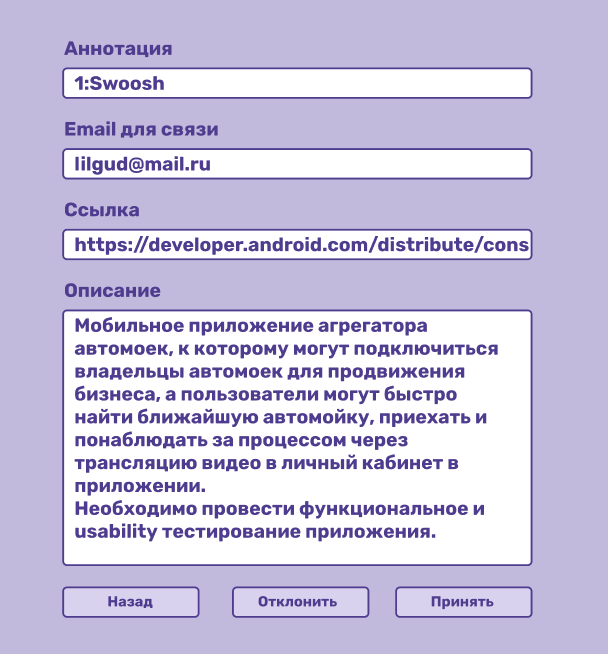 Аннотация
1:Swoosh
Email для связи
lilgud@mail.ru
Ссылка
https://developer.android.com/distribute/cons
Описание
Мобильное приложение агрегатора
автомоек, к которому могут подключиться
владельцы автомоек для продвижения
бизнеса, а пользователи могут быстро
найти ближайшую автомойку, приехать и
понаблюдать за процессом через
трансляцию видео в личный кабинет в
приложении.
Необходимо провести функциональное и
usability тестирование приложения.
Назад
Отклонить
Принять